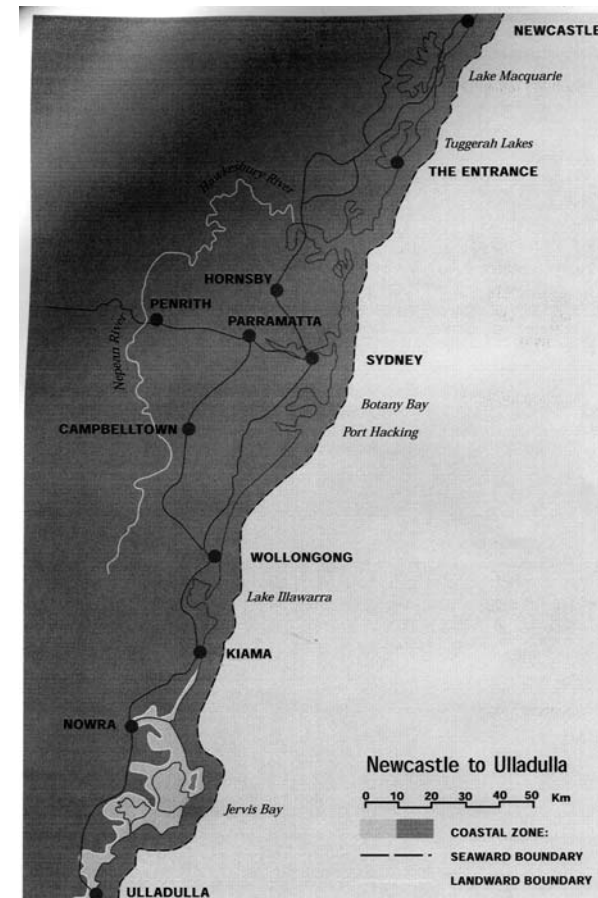 NEWCASTLE
Lake Macquarie
Tuggerah Lakes
THE ENTRANCE
Hawkesbury River
HORNSBY
PENRITH
PARRAMATTA
Nepean River
SYDNEY
Botany Bay
CAMPBELLTOWN
Port Hacking
WOLLONGONG
Lake Illawarra
KIAMA
NOWRA
Jervis Bay
ULLADULLA
Newcastle to Ulladulla
0 10 20 30 40 50 Km
COASTAL ZONE:
SEAWARD BOUNDARY
LANDWARD BOUNDARY